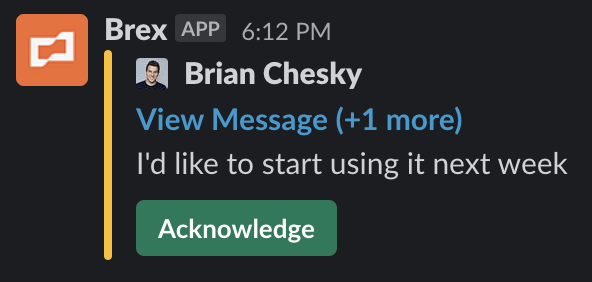 Brex APP 6:12 PM
Brian Chesky
View Message (+1 more)
I'd like to start using it next week
Acknowledge